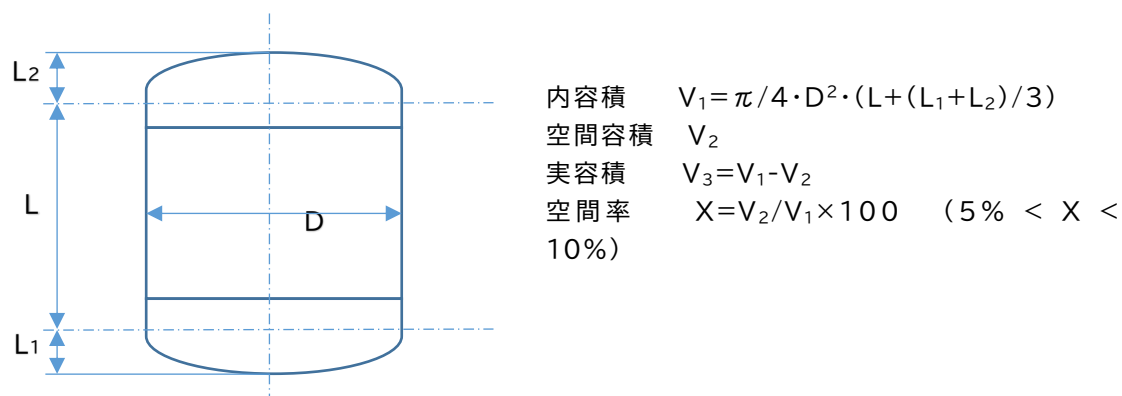 L₂
L
D
L₁
内容積 V₁=π/4・D²・(L+(L₁+L₂)/3)
空間容積 V₂
実容積 V₃=V₁-V₂
空間率 X=V₂/V₁×100 (5% < X <
10%)